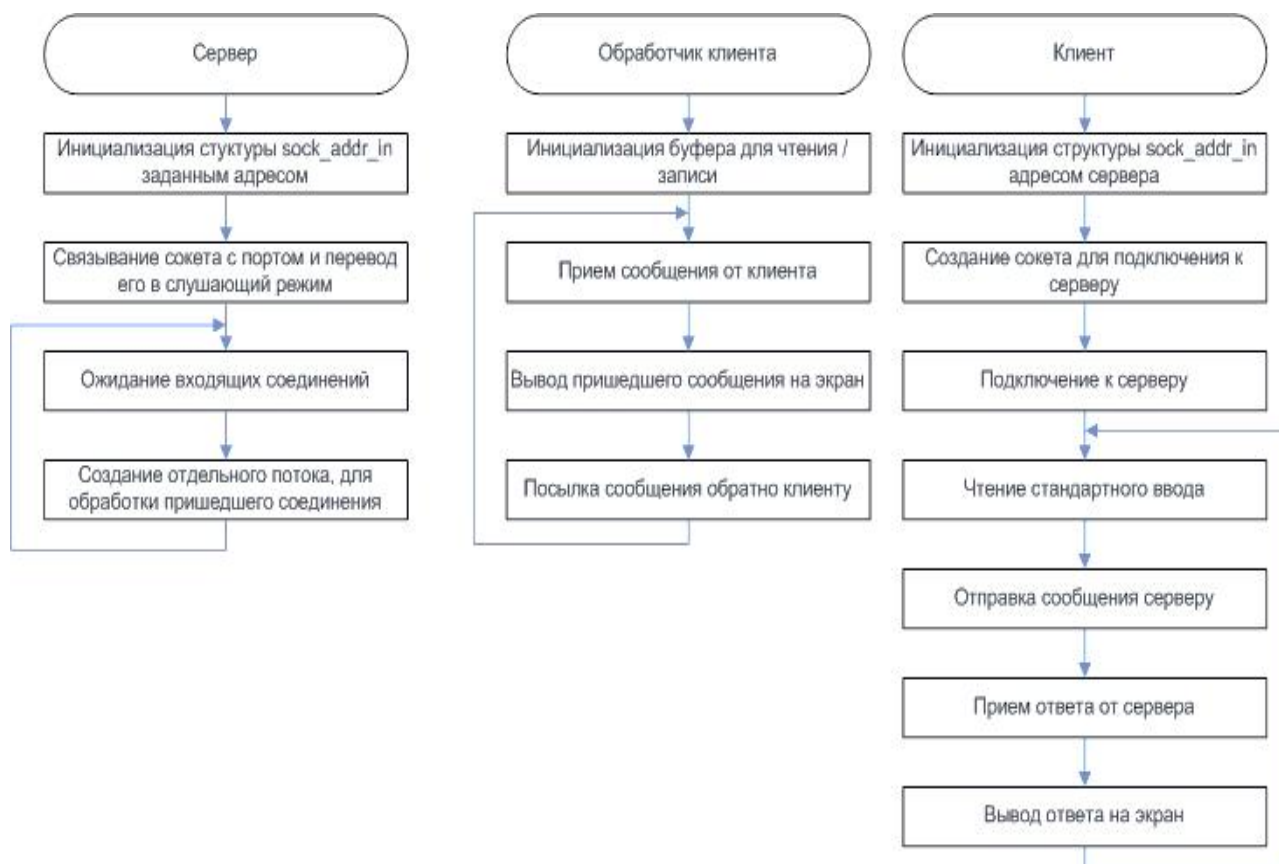 Сервер
Инициализация стуктуры sock_addr_in
заданным адресом
Связывание сокета с портом и перевод
его в слушающий режим
Ожидание входящих соединений
Создание отдельного потока, для
обработки пришедшего соединения
Обработчик клиента
Инициализация буфера для чтения /
записи
Прием сообщения от клиента
Вывод пришедшего сообщения на экран
Посылка сообщения обратно клиенту
Клиент
Инициализация структуры sock_addr_in
адресом сервера
Создание сокета для подключения к
серверу
Подключение к серверу
Чтение стандартного ввода
Отправка сообщения серверу
Прием ответа от сервера
Вывод ответа на экран